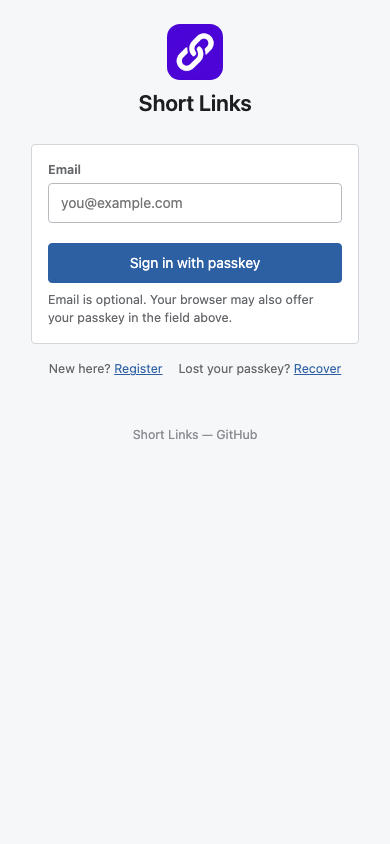 Short Links
Email
you@example.com
Sign in with passkey
Email is optional. Your browser may also offer
your passkey in the field above.
New here? Register Lost your passkey? Recover
Short Links — GitHub